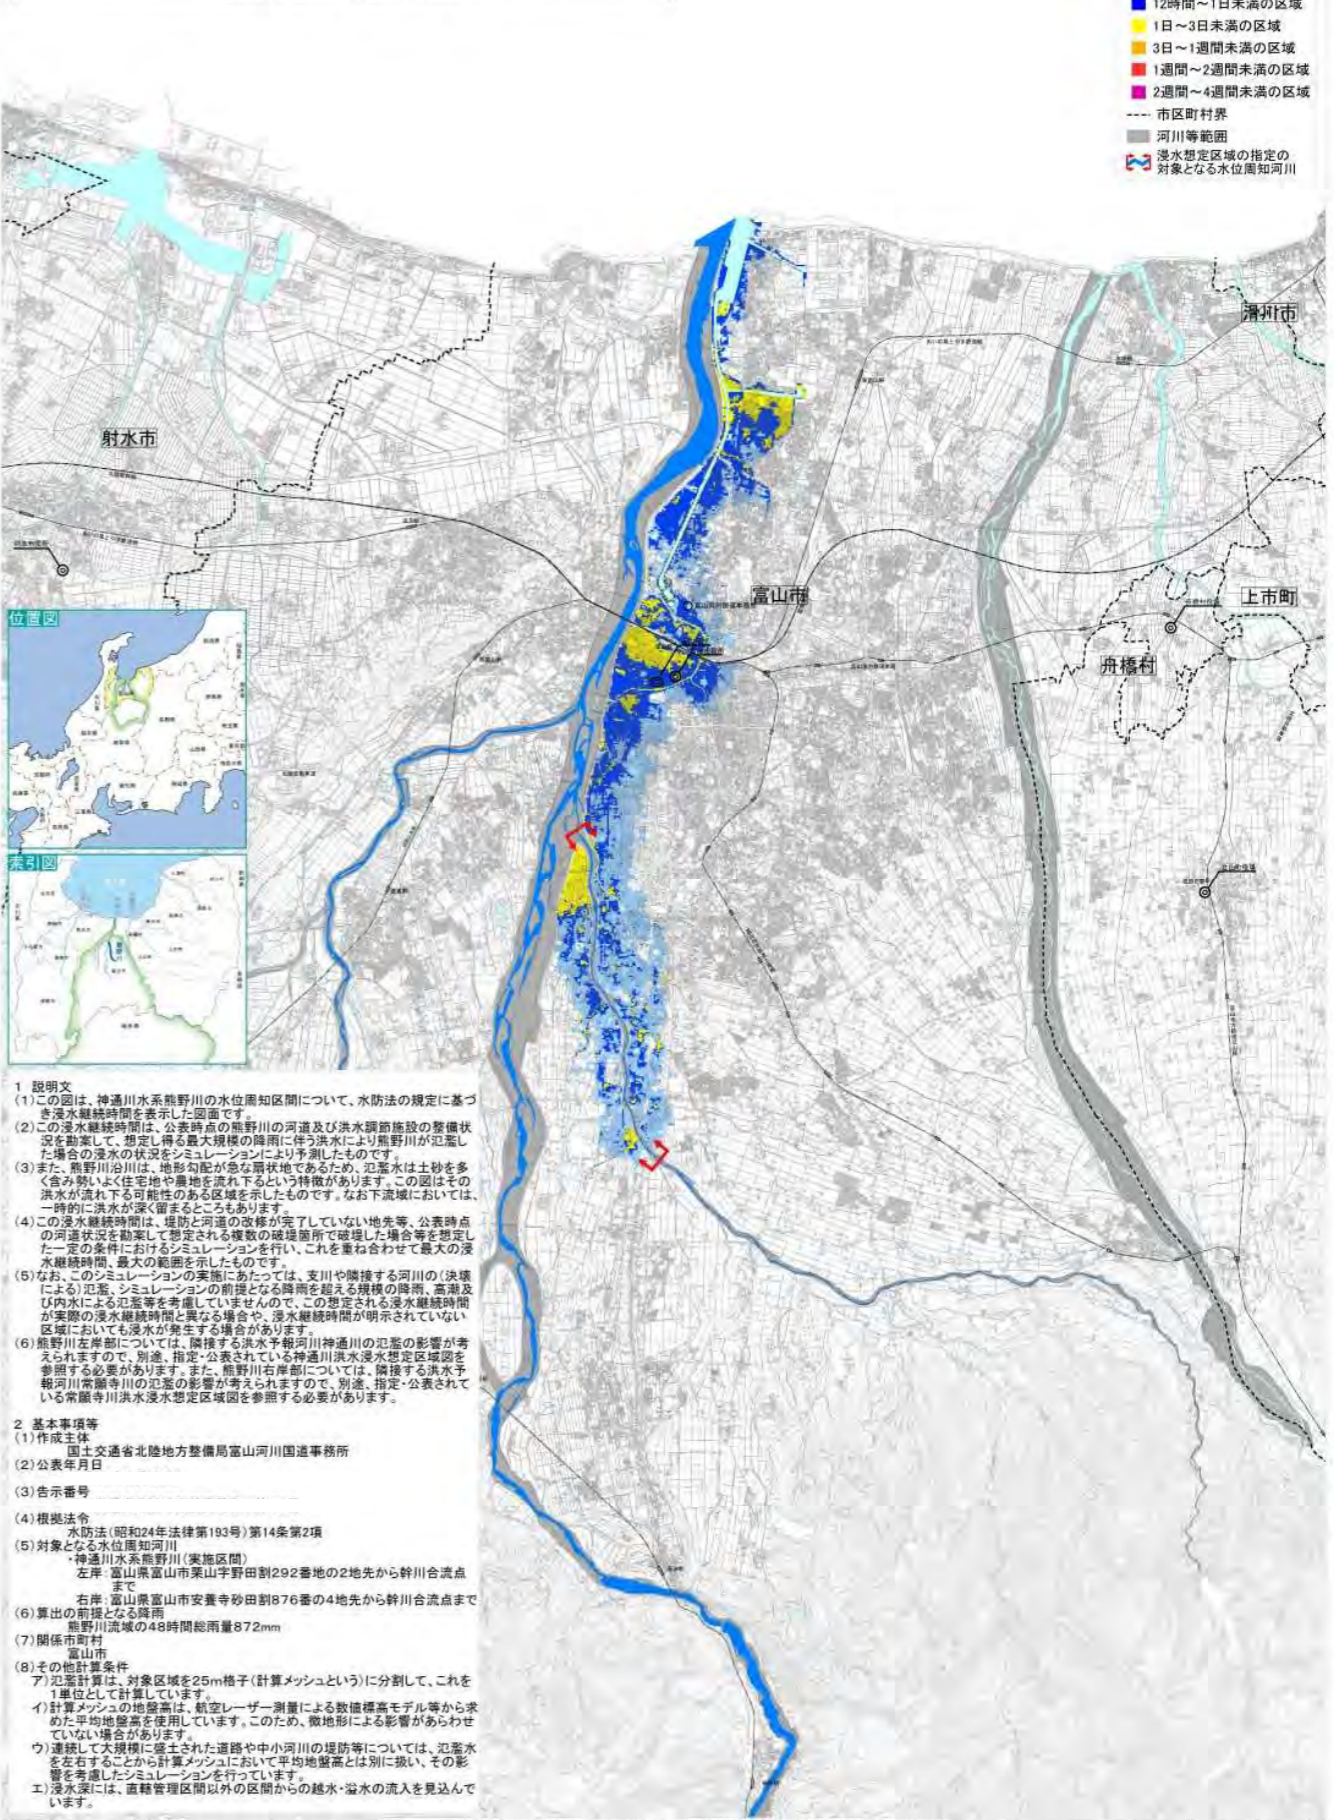 12時間～1日未満の区域
1日～3日未満の区域
3日～1週間未満の区域
1週間～2週間未満の区域
2週間～4週間未満の区域
市区町村界
河川等範囲
浸水想定区域の指定の
対象となる水位周知河川
滑川市
射水市
富山市
上市町
舟橋村
位置図
索引図
1 説明文
(1)この図は、神通川水系熊野川の水位周知区間について、水防法の規定に基づ
き浸水継続時間を表示した図面です。
(2)この浸水継続時間は、公表時点の熊野川の河道及び洪水調節施設の整備状
況を勘案して、想定し得る最大規模の降雨に伴う洪水により熊野川が氾濫し
た場合の浸水の状況をシミュレーションにより予測したものです。
(3)また、熊野川沿川は、地形勾配が急な扇状地であるため、氾濫水は土砂を多
く含み勢いよく住宅地や農地を流れ下るという特徴があります。この図はその
洪水が流れ下る可能性のある区域を示したものです。なお下流域においては、
一時的に洪水が深く留まるところもあります。
(4)この浸水継続時間は、堤防と河道の改修が完了していない地先等、公表時点
の河道状況を勘案して想定される複数の破堤箇所で破堤した場合等を想定し
た一定の条件におけるシミュレーションを行い、これを重ね合わせて最大の浸
水継続時間、最大の範囲を示したものです。
(5)なお、このシミュレーションの実施にあたっては、支川や隣接する河川の(決壊
による)氾濫、シミュレーションの前提となる降雨を超える規模の降雨、高潮及
び内水による氾濫等を考慮していませんので、この想定される浸水継続時間
が実際の浸水継続時間と異なる場合や、浸水継続時間が明示されていない
区域においても浸水が発生する場合があります。
(6)熊野川左岸部については、隣接する洪水予報河川神通川の氾濫の影響が考
えられますので、別途、指定・公表されている神通川洪水浸水想定区域図を
参照する必要があります。また、熊野川右岸部については、隣接する洪水予
報河川常願寺川の氾濫の影響が考えられますので、別途、指定・公表されて
いる常願寺川洪水浸水想定区域図を参照する必要があります。
2 基本事項等
(1)作成主体
国土交通省北陸地方整備局富山河川国道事務所
(2)公表年月日
(3)告示番号
(4)根拠法令
水防法(昭和24年法律第193号)第14条第2項
(5)対象となる水位周知河川
・神通川水系熊野川(実施区間)
左岸:富山県富山市栗山字野田割292番地の2地先から幹川合流点
まで
右岸:富山県富山市安養寺砂田割876番の4地先から幹川合流点まで
(6)算出の前提となる降雨
熊野川流域の48時間総雨量872mm
(7)関係市町村
富山市
(8)その他計算条件
ア)氾濫計算は、対象区域を25m格子(計算メッシュという)に分割して、これを
1単位として計算しています。
イ)計算メッシュの地盤高は、航空レーザー測量による数値標高モデル等から求
めた平均地盤高を使用しています。このため、微地形による影響があらわせ
ていない場合があります。
ウ)連続して大規模に盛土された道路や中小河川の堤防等については、氾濫水
を左右することから計算メッシュにおいて平均地盤高とは別に扱い、その影
響を考慮したシミュレーションを行っています。
エ)浸水深には、直轄管理区間以外の区間からの越水・溢水の流入を見込んで
います。